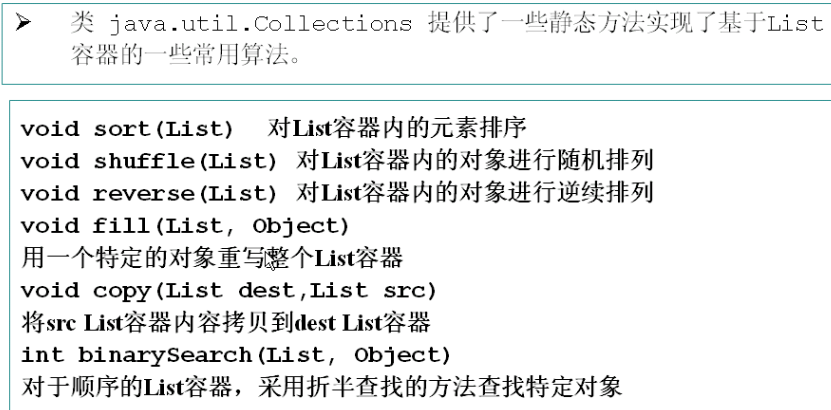 ➢ 类 java.util.Collections 提供了一些静态方法实现了基于List
容器的一些常用算法。
void sort(List) 对List容器内的元素排序
void shuffle(List) 对List容器内的对象进行随机排列
void reverse(List) 对List容器内的对象进行逆续排列
void fill(List, Object)
用一个特定的对象重写整个List容器
void copy(List dest,List src)
将src List容器内容拷贝到dest List容器
int binarySearch(List, Object)
对于顺序的List容器，采用折半查找的方法查找特定对象